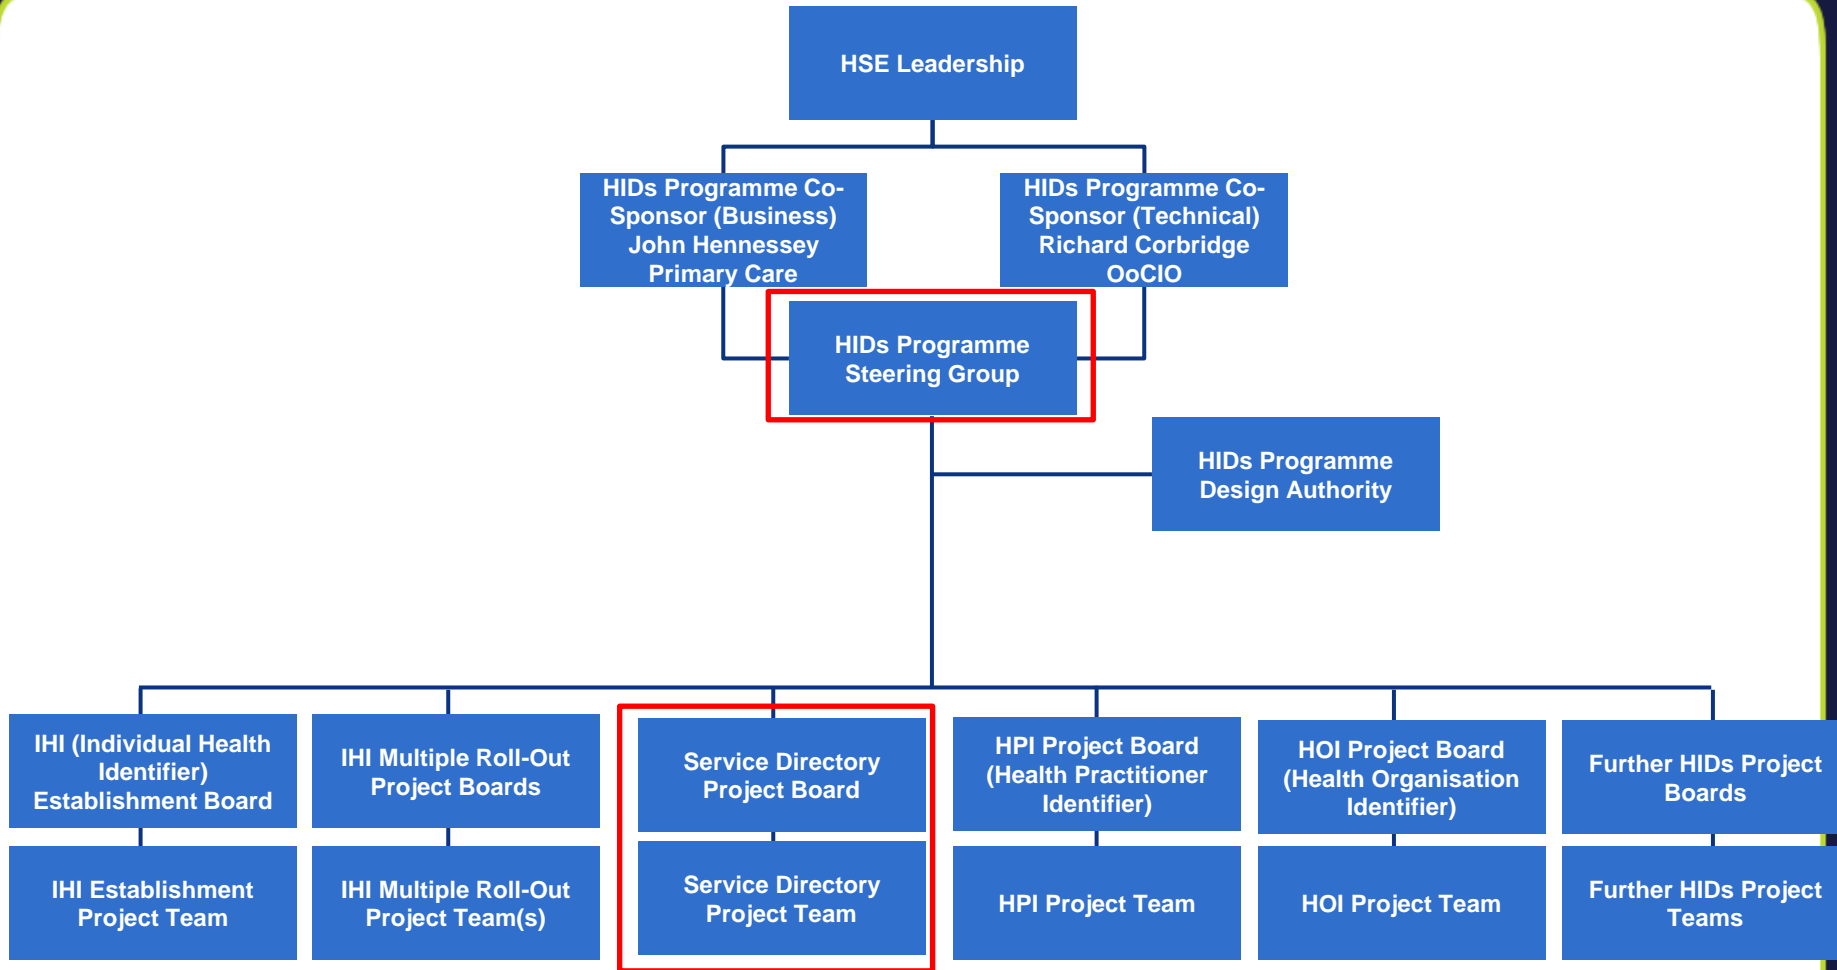 HSE Leadership
HIDs Programme Co-
Sponsor (Business)
John Hennessey
Primary Care
HIDs Programme Co-
Sponsor (Technical)
Richard Corbridge
OoCIO
HIDs Programme
Steering Group
HIDs Programme
Design Authority
IHI (Individual Health
Identifier)
Establishment Board
IHI Multiple Roll-Out
Project Boards
Service Directory
Project Board
HPI Project Board
(Health Practitioner
Identifier)
HOI Project Board
(Health Organisation
Identifier)
Further HIDs Project
Boards
IHI Establishment
Project Team
IHI Multiple Roll-Out
Project Team(s)
Service Directory
Project Team
HPI Project Team
HOI Project Team
Further HIDs Project
Teams